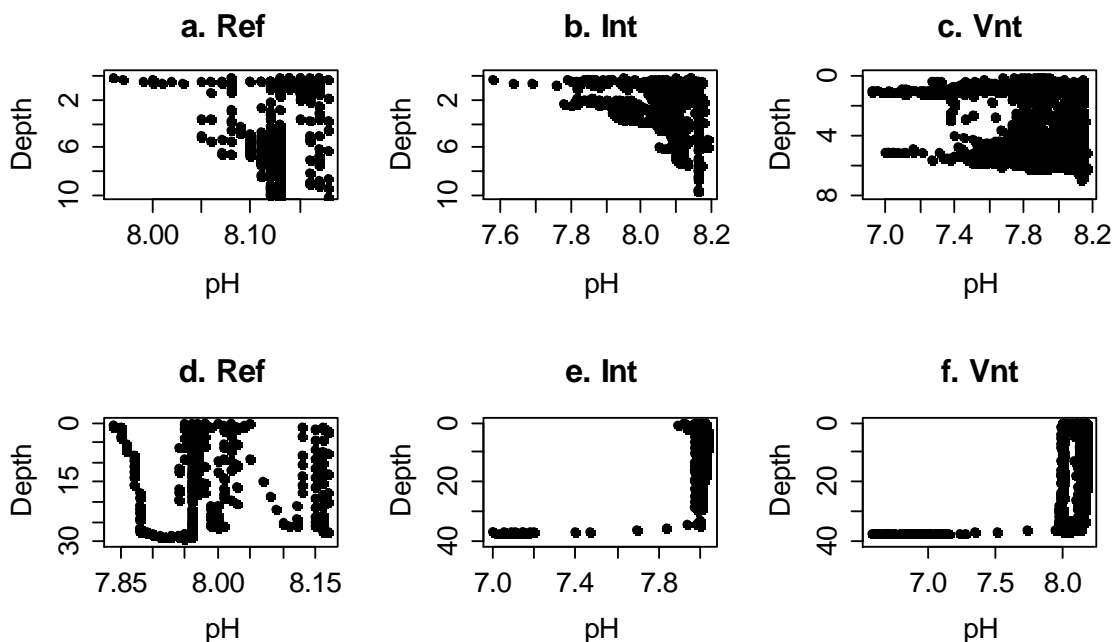 a. Ref
b. Int
c. Vnt
Depth
2
6
10
8.00
8.10
pH
Depth
2
6
10
7.6
7.8
8.0
8.2
pH
Depth
0
4
8
7.0
7.4
7.8
8.2
pH
d. Ref
e. Int
f. Vnt
Depth
0
15
30
7.85
8.00
8.15
pH
Depth
0
20
40
7.0
7.4
7.8
pH
Depth
0
20
40
7.0
7.5
8.0
pH